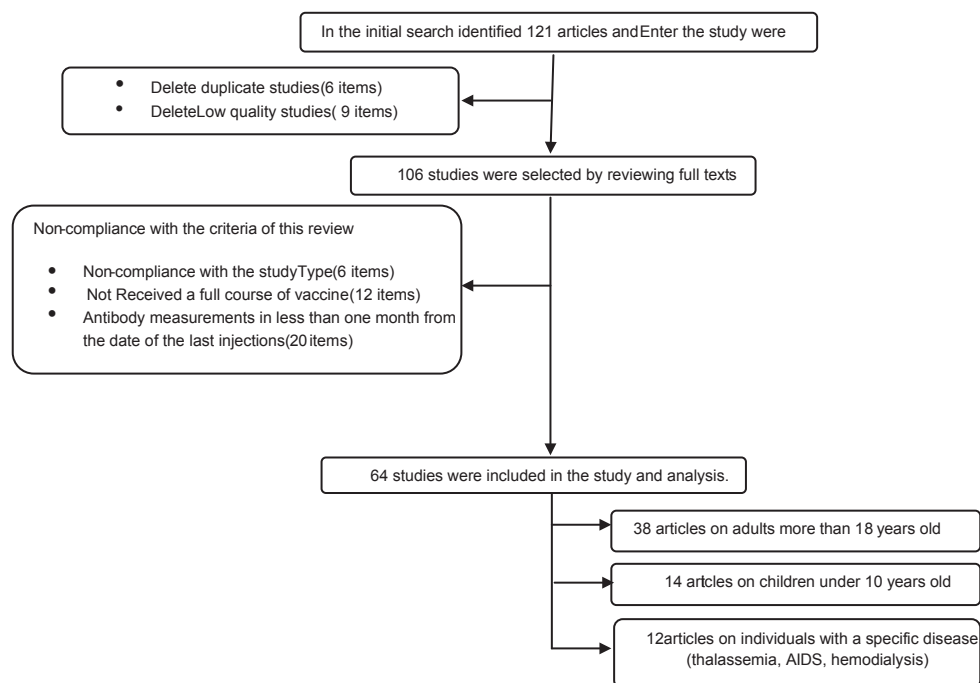 In the initial search identified 121 articles andEnter the study were
• Delete duplicate studies(6 items)
• DeleteLow quality studies( 9 items)
106 studies were selected by reviewing full texts
Non-compliance with the criteria of this review
• Non-compliance with the studyType(6 items)
• Not Received a full course of vaccine(12 items)
• Antibody measurements in less than one month from
the date of the last injections(20 items)
64 studies were included in the study and analysis.
38 articles on adults more than 18 years old
14 artcles on children under 10 years old
12articles on individuals with a specific disease
(thalassemia, AIDS, hemodialysis)